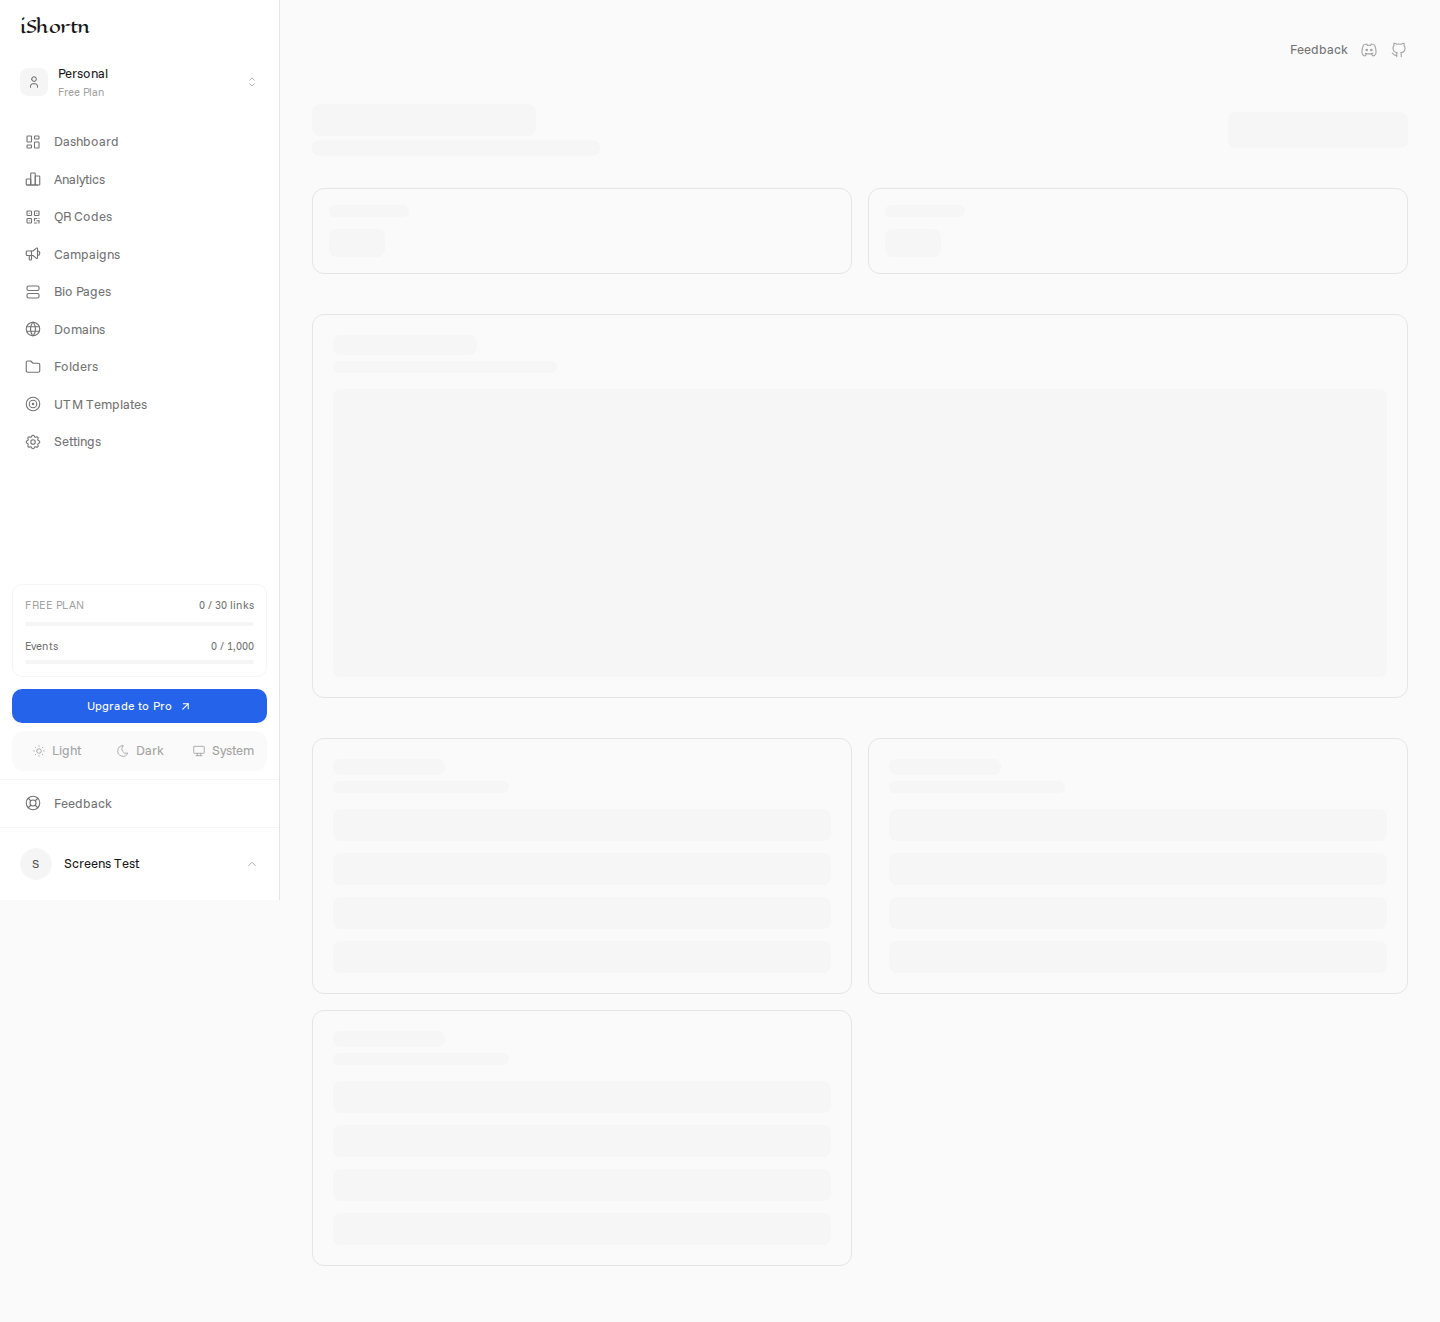 iShortn
Personal
Free Plan
Dashboard
Analytics
QR Codes
Campaigns
Bio Pages
Domains
Folders
UTM Templates
Settings
FREE PLAN 0 / 30 links
Events 0 / 1,000
Upgrade to Pro
Light Dark System
Feedback
S Screens Test
Feedback